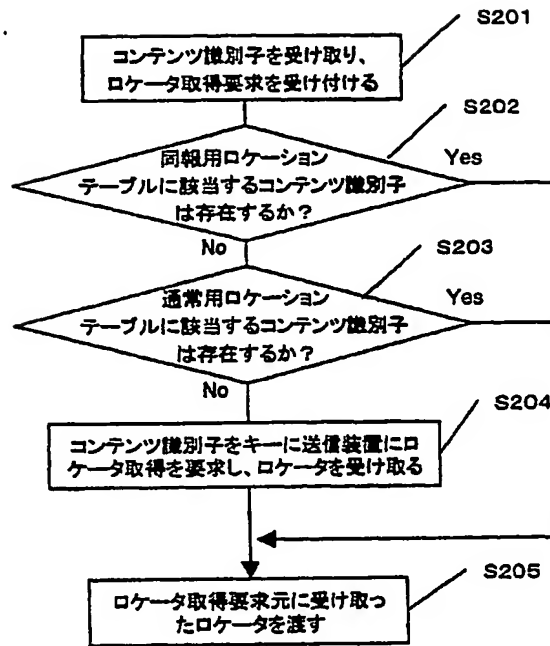 S201
コンテンツ識別子を受け取り、
ロケータ取得要求を受け付ける
S202
同報用ロケーション
テーブルに該当するコンテンツ識別子
は存在するか？
Yes
No
S203
通常用ロケーション
テーブルに該当するコンテンツ識別子
は存在するか？
Yes
No
S204
コンテンツ識別子をキーに送信装置にロ
ケータ取得を要求し、ロケータを受け取る
S205
ロケータ取得要求元に受け取っ
たロケータを渡す